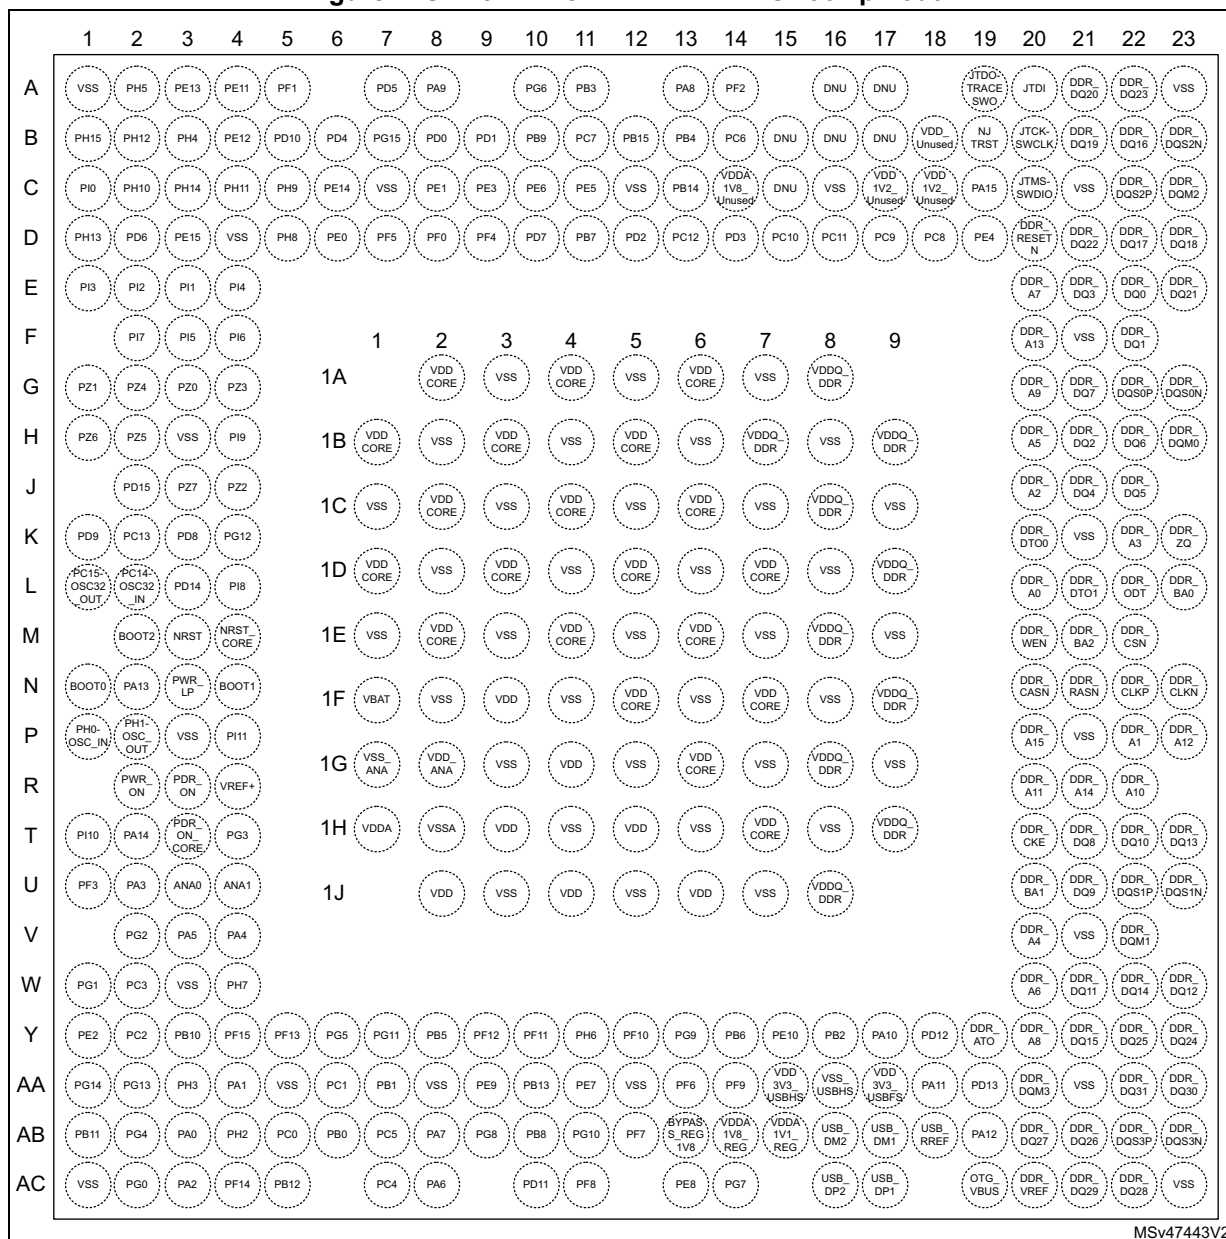 1 2 3 4 5 6 7 8 9 10 11 12 13 14 15 16 17 18 19 20 21 22 23
A VSS PH5 PE13 PE11 PF1 PD5 PA9 PG6 PB3 PA8 PF2 DNU DNU JTDO-TRACE SWO JTDI DDR_DQ20 DDR_DQ23 VSS
B PH15 PH12 PH4 PE12 PD10 PD4 PG15 PD0 PD1 PB9 PC7 PB15 PB4 PC6 DNU DNU DNU VDD_Unused NJ TRST JTCK-SWCLK DDR_DQ19 DDR_DQ16 DDR_DQS2N
C PI0 PH10 PH14 PH11 PH9 PE14 VSS PE1 PE3 PE6 PE5 VSS PB14 VDDA 1V8_Unused DNU VSS VDD 1V2_Unused VDD 1V2_Unused PA15 JTMS-SWDIO VSS DDR_DQS2P DDR_DQM2
D PH13 PD6 PE15 VSS PH8 PE0 PF5 PF0 PF4 PD7 PB7 PD2 PC12 PD3 PC10 PC11 PC9 PC8 PE4 DDR_RESET N DDR_DQ22 DDR_DQ17 DDR_DQ18
E PI3 PI2 PI1 PI4 DDR_A7 DDR_DQ3 DDR_DQ0 DDR_DQ21
F PI7 PI5 PI6 DDR_A13 VSS DDR_DQ1
1 2 3 4 5 6 7 8 9
1A VDD CORE VSS VDD CORE VSS VDD CORE VSS VDDQ_DDR
G PZ1 PZ4 PZ0 PZ3 DDR_A9 DDR_DQ7 DDR_DQS0P DDR_DQS0N
H PZ6 PZ5 VSS PI9 DDR_A5 DDR_DQ2 DDR_DQ6 DDR_DQM0
1B VDD CORE VSS VDD CORE VSS VDD CORE VSS VDDQ_DDR VSS VDDQ_DDR
J PD15 PZ7 PZ2 DDR_A2 DDR_DQ4 DDR_DQ5
1C VSS VDD CORE VSS VDD CORE VSS VDD CORE VSS VDDQ_DDR VSS
K PD9 PC13 PD8 PG12 DDR_DTO0 VSS DDR_A3 DDR_ZQ
1D VDD CORE VSS VDD CORE VSS VDD CORE VSS VDD CORE VSS VDDQ_DDR
L PC15-OSC32_OUT PC14-OSC32_IN PD14 PI8 DDR_A0 DDR_DTO1 DDR_ODT DDR_BA0
M BOOT2 NRST NRST_CORE DDR_WEN DDR_BA2 DDR_CSN
1E VSS VDD CORE VSS VDD CORE VSS VDD CORE VSS VDDQ_DDR VSS
N BOOT0 PA13 PWR_LP BOOT1 DDR_CASN DDR_RASN DDR_CLKP DDR_CLKN
1F VBAT VSS VDD VSS VDD CORE VSS VDD CORE VSS VDDQ_DDR
P PH0-OSC_IN PH1-OSC_OUT VSS PI11 DDR_A15 VSS DDR_A1 DDR_A12
1G VSS_ANA VDD_ANA VSS VDD VSS VDD CORE VSS VDDQ_DDR VSS
R PWR_ON PDR_ON VREF+ DDR_A11 DDR_A14 DDR_A10
T PI10 PA14 PDR_ON_CORE PG3 DDR_CKE DDR_DQ8 DDR_DQ10 DDR_DQ13
1H VDDA VSSA VDD VSS VDD VSS VDD CORE VSS VDDQ_DDR
U PF3 PA3 ANA0 ANA1 DDR_BA1 DDR_DQ9 DDR_DQS1P DDR_DQS1N
1J VDD VSS VDD VSS VDD VSS VDDQ_DDR
V PG2 PA5 PA4 DDR_A4 VSS DDR_DQM1
W PG1 PC3 VSS PH7 DDR_A6 DDR_DQ11 DDR_DQ14 DDR_DQ12
Y PE2 PC2 PB10 PF15 PF13 PG5 PG11 PB5 PF12 PF11 PH6 PF10 PG9 PB6 PE10 PB2 PA10 PD12 DDR_ATO DDR_A8 DDR_DQ15 DDR_DQ25 DDR_DQ24
AA PG14 PG13 PH3 PA1 VSS PC1 PB1 VSS PE9 PB13 PE7 VSS PF6 PF9 VDD 3V3_USBHS VSS_USBHS VDD 3V3_USBFS PA11 PD13 DDR_DQM3 VSS DDR_DQ31 DDR_DQ30
AB PB11 PG4 PA0 PH2 PC0 PB0 PC5 PA7 PG8 PB8 PG10 PF7 BYPAS S_REG 1V8 VDDA 1V8_REG VDDA 1V1_REG USB_DM2 USB_DM1 USB_RREF PA12 DDR_DQ27 DDR_DQ26 DDR_DQS3P DDR_DQS3N
AC VSS PG0 PA2 PF14 PB12 PC4 PA6 PD11 PF8 PE8 PG7 USB_DP2 USB_DP1 OTG_VBUS DDR_VREF DDR_DQ29 DDR_DQ28 VSS
MSv47443V2